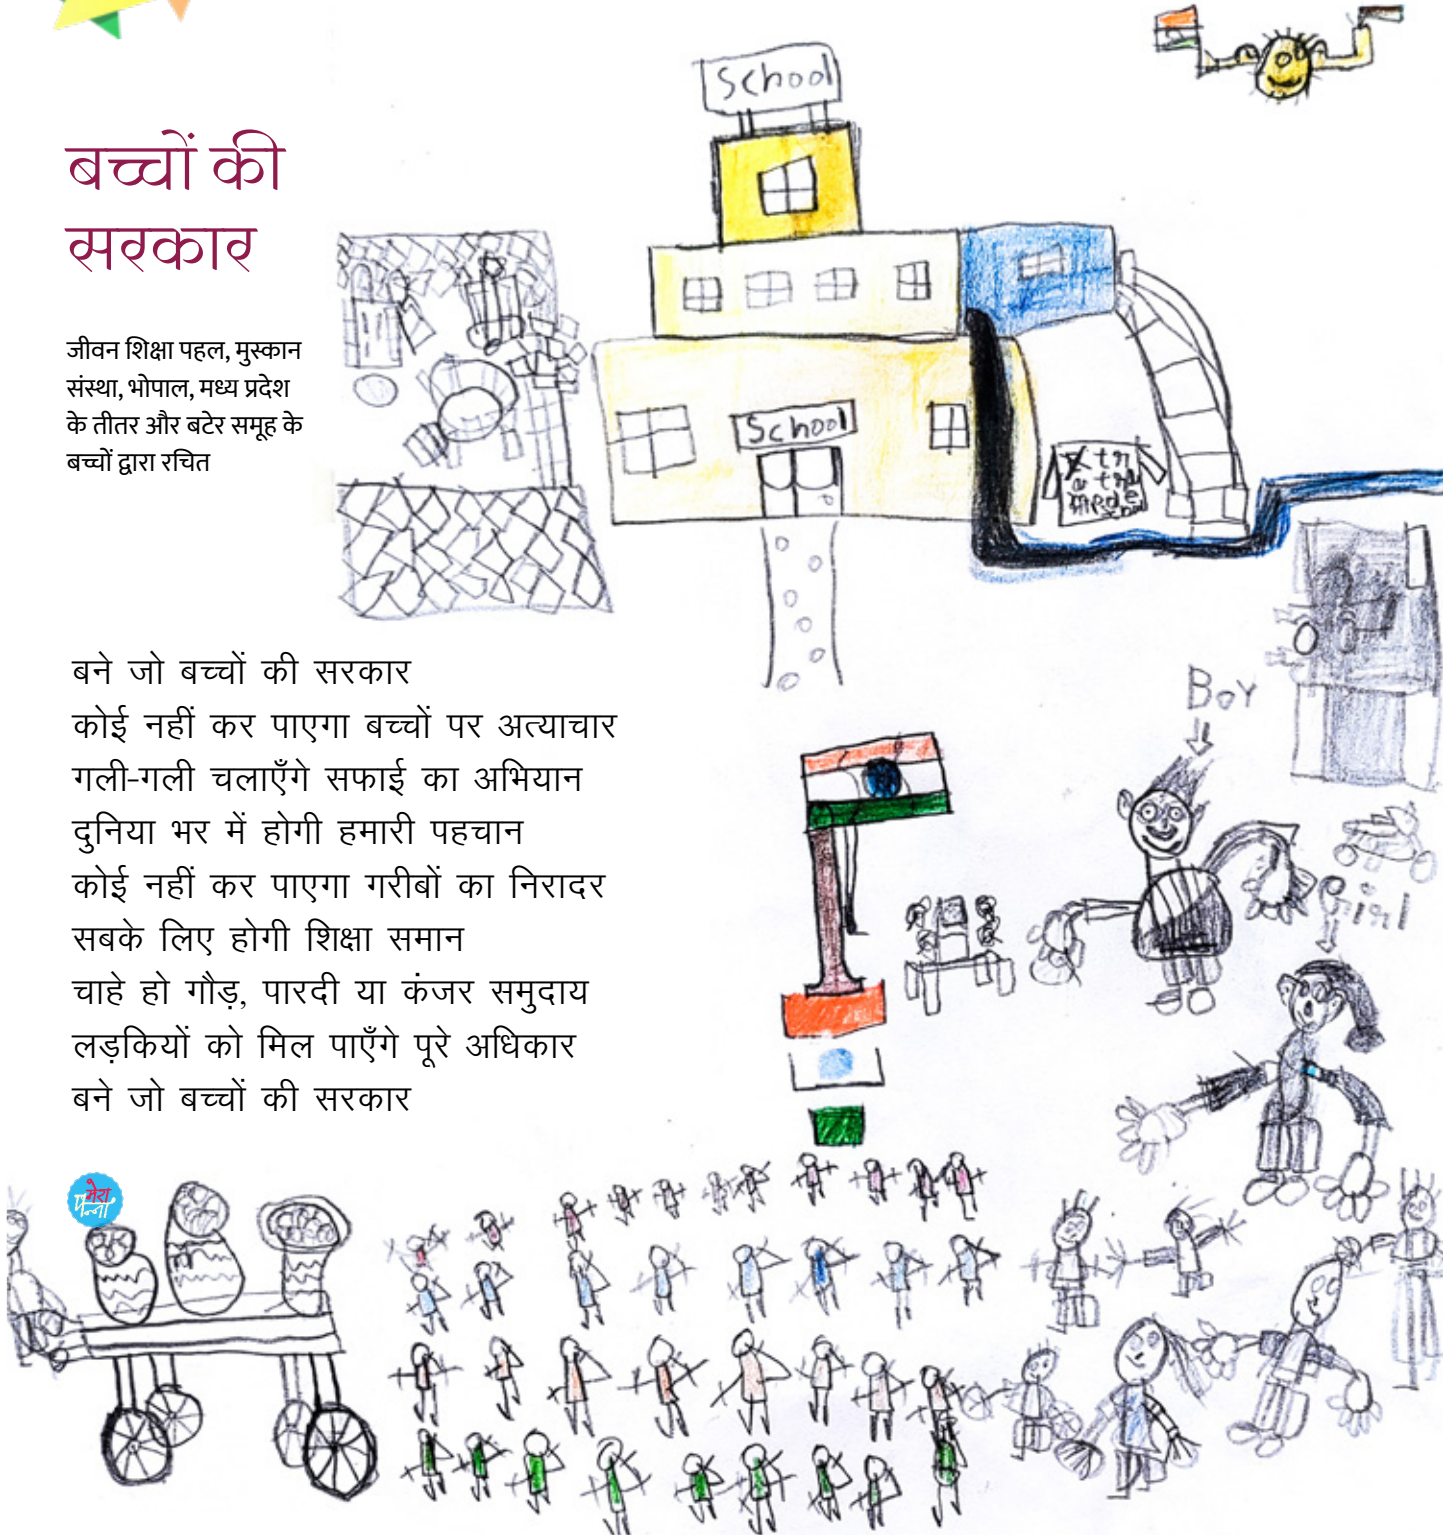 बच्चों की
सरकार
जीवन शिक्षा पहल, मुस्कान
संस्था, भोपाल, मध्य प्रदेश
के तीतर और बटेर समूह के
बच्चों द्वारा रचित
School
School
बने जो बच्चों की सरकार
कोई नहीं कर पाएगा बच्चों पर अत्याचार
गली-गली चलाएँगे सफाई का अभियान
दुनिया भर में होगी हमारी पहचान
कोई नहीं कर पाएगा गरीबों का निरादर
सबके लिए होगी शिक्षा समान
चाहे हो गौड़, पारदी या कंजर समुदाय
लड़कियों को मिल पाएँगे पूरे अधिकार
बने जो बच्चों की सरकार
BoY
Girl
मेरा
पन्ना